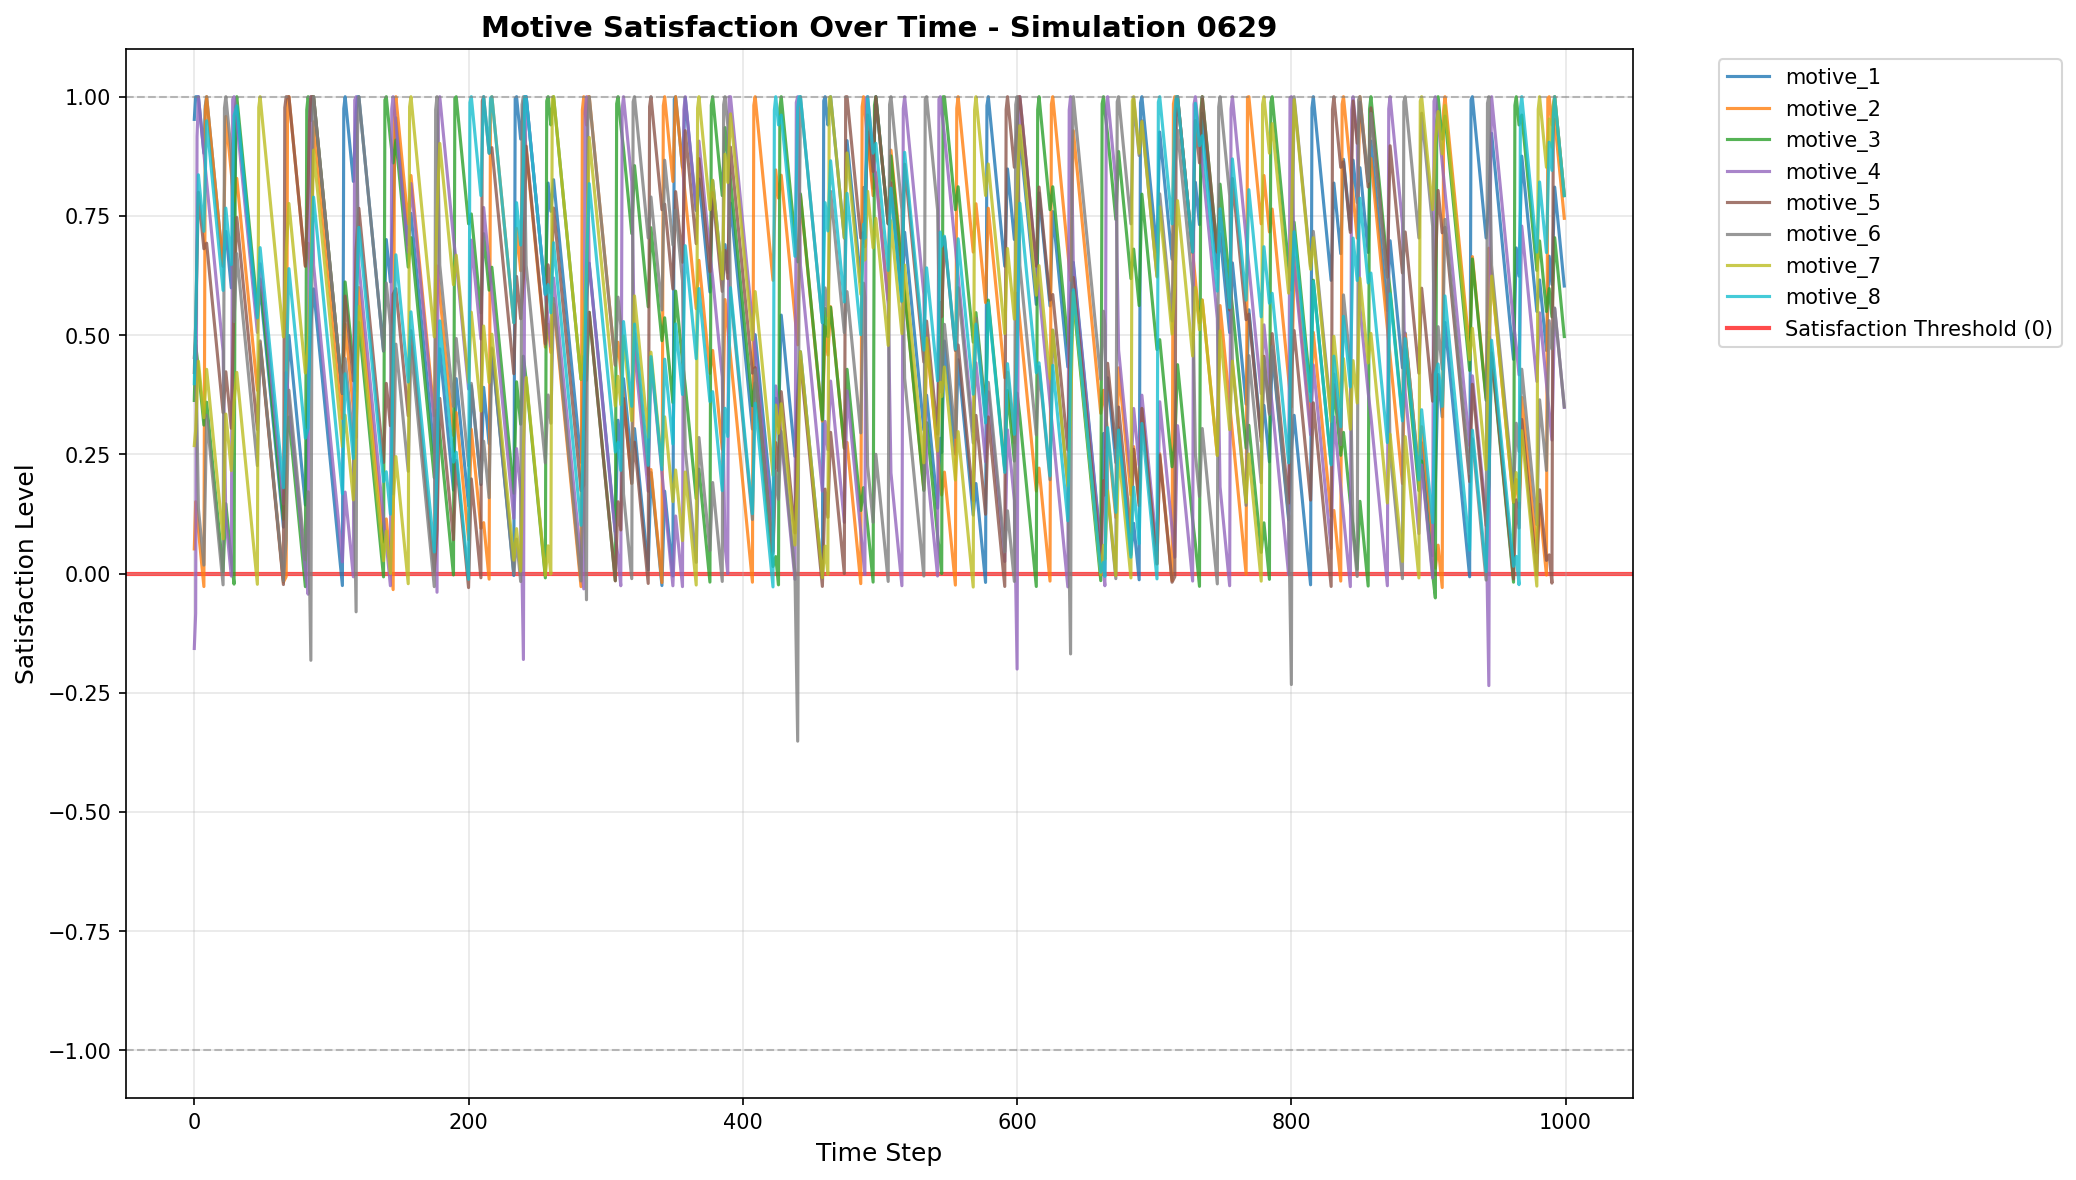 Motive Satisfaction Over Time - Simulation 0629
Satisfaction Level
1.00
0.75
0.50
0.25
0.00
−0.25
−0.50
−0.75
−1.00
0
200
400
600
800
1000
Time Step
motive_1
motive_2
motive_3
motive_4
motive_5
motive_6
motive_7
motive_8
Satisfaction Threshold (0)